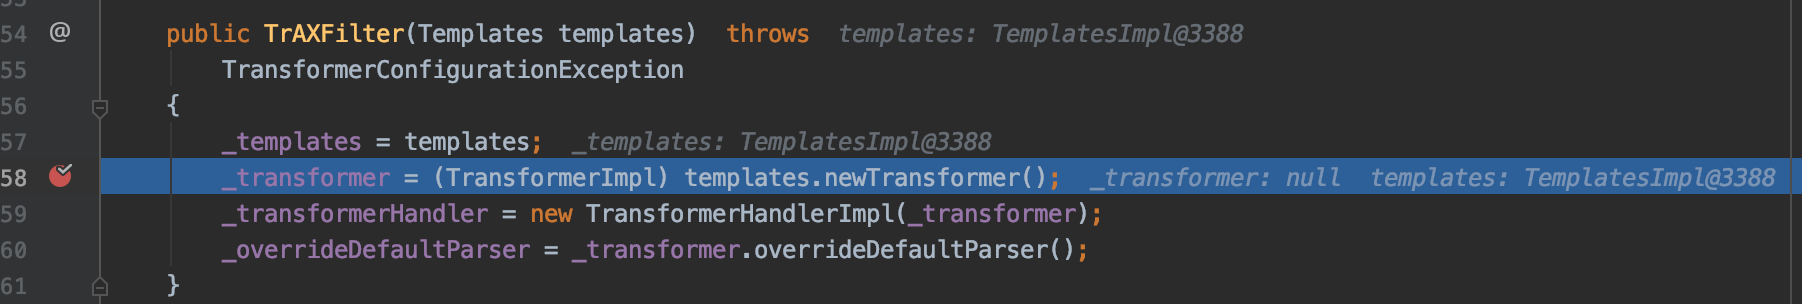 53
54 @ public TrAXFilter(Templates templates)  throws  templates: TemplatesImpl@3388
55 TransformerConfigurationException
56 {
57 _templates = templates;  _templates: TemplatesImpl@3388
58 _transformer = (TransformerImpl) templates.newTransformer();  _transformer: null  templates: TemplatesImpl@3388
59 _transformerHandler = new TransformerHandlerImpl(_transformer);
60 _overrideDefaultParser = _transformer.overrideDefaultParser();
61 }